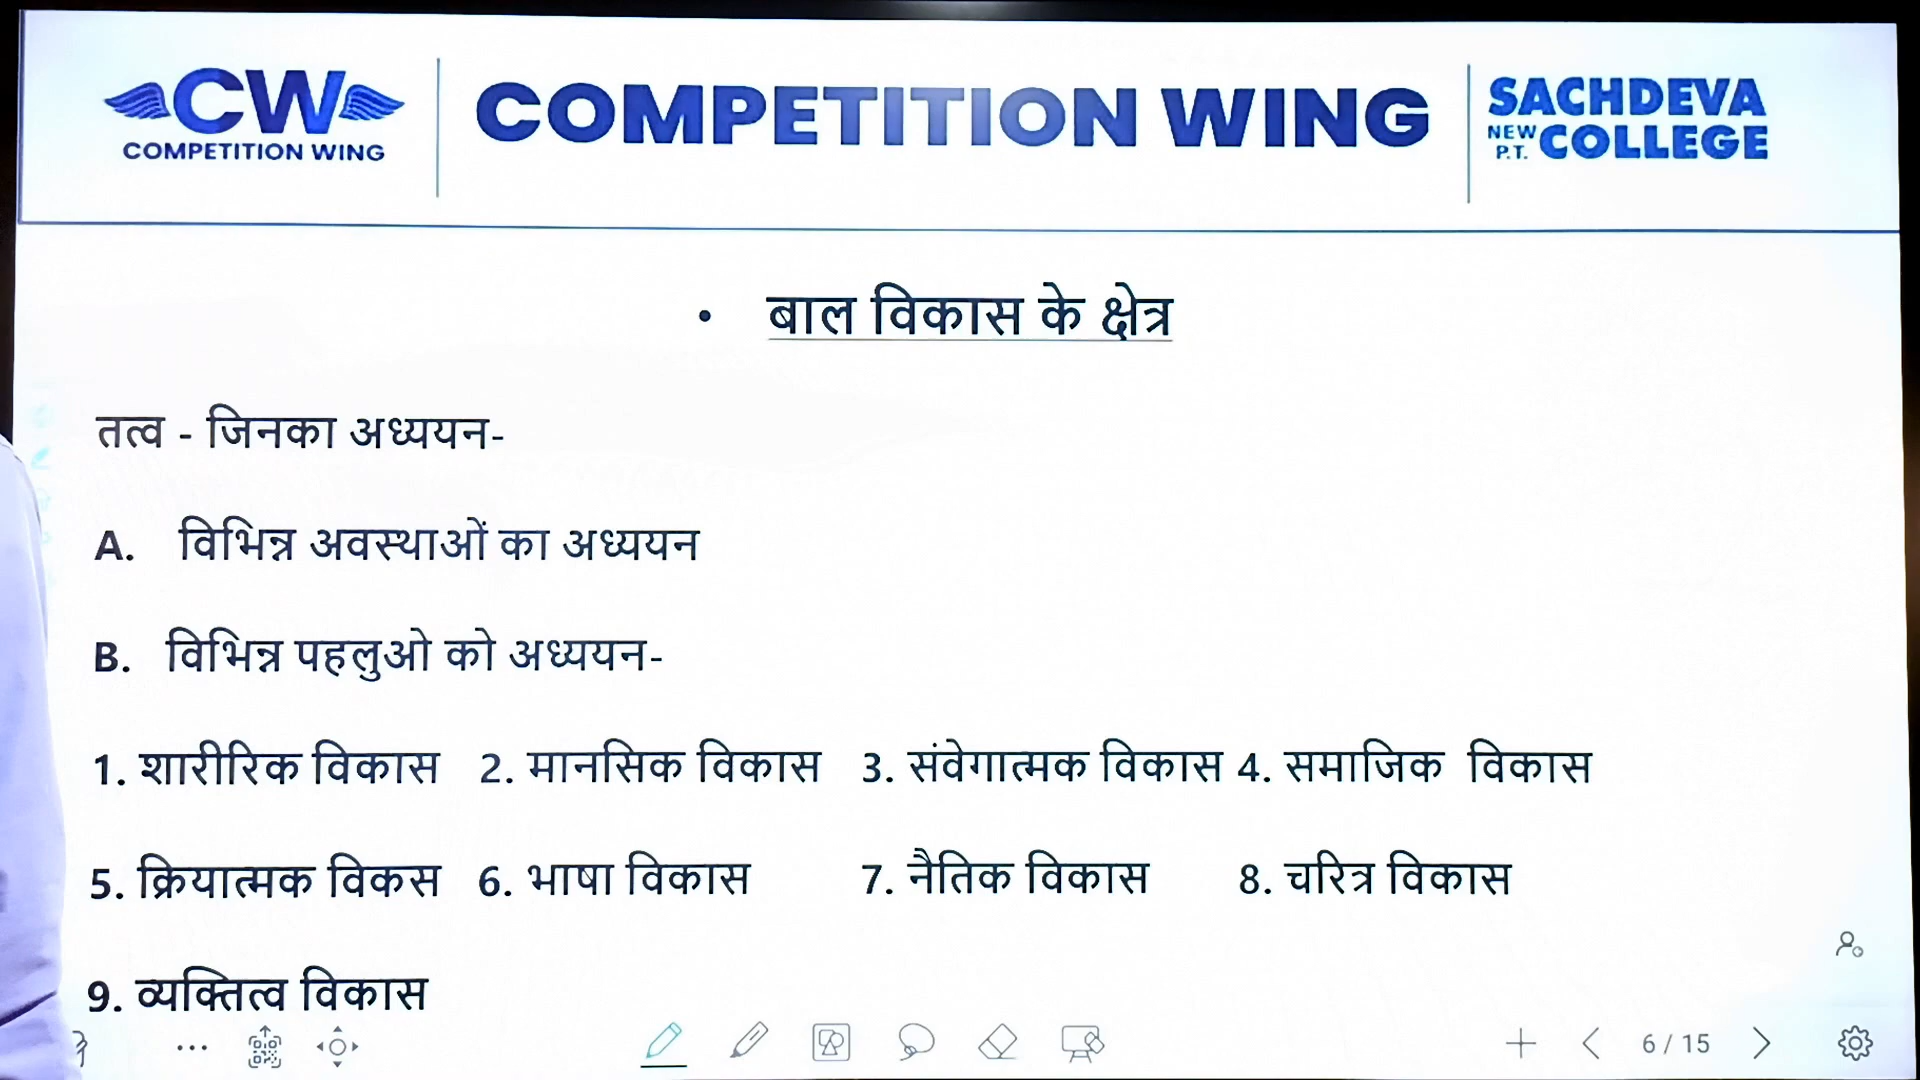 CW
COMPETITION WING
COMPETITION WING
SACHDEVA
NEW P.T. COLLEGE
• बाल विकास के क्षेत्र
तत्व - जिनका अध्ययन-
A. विभिन्न अवस्थाओं का अध्ययन
B. विभिन्न पहलुओ को अध्ययन-
1. शारीरिक विकास 2. मानसिक विकास 3. संवेगात्मक विकास 4. समाजिक विकास
5. क्रियात्मक विकस 6. भाषा विकास 7. नैतिक विकास 8. चरित्र विकास
9. व्यक्तित्व विकास
6 / 15